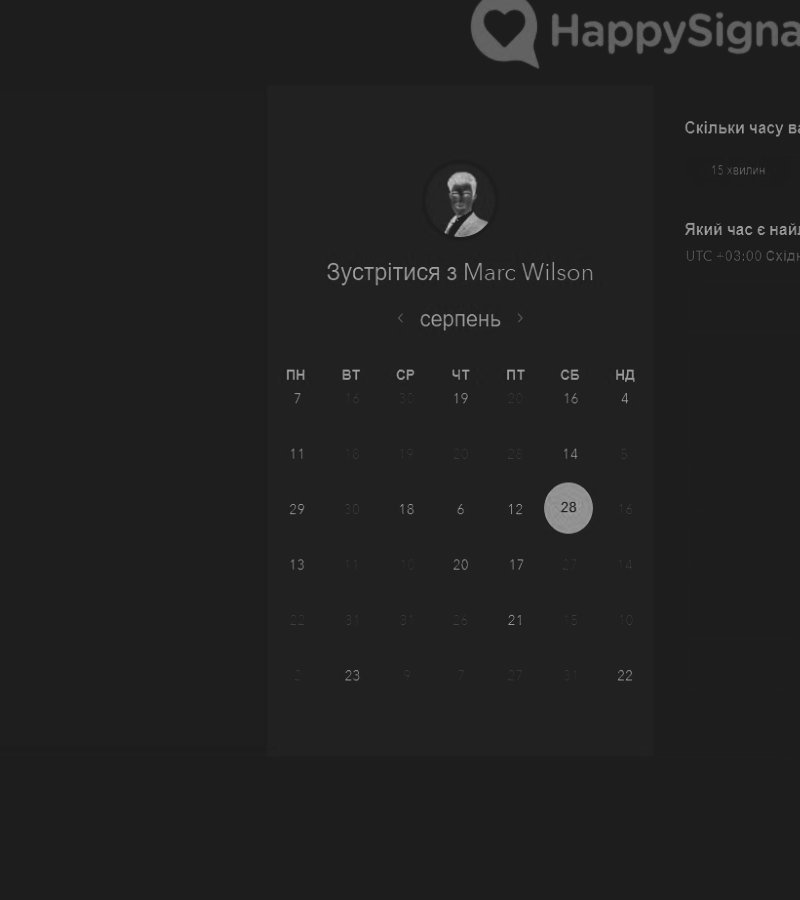 HappySigna
Скільки часу ва
15 хвилин
Який час є найл
UTC +03:00 Східн
Зустрітися з Marc Wilson
серпень
ПН ВТ СР ЧТ ПТ СБ НД
7 16 30 19 20 16 4
11 18 19 20 28 14 5
29 30 18 6 12 28 16
13 11 10 20 17 27 14
22 31 31 26 21 15 10
2 23 9 7 27 31 22